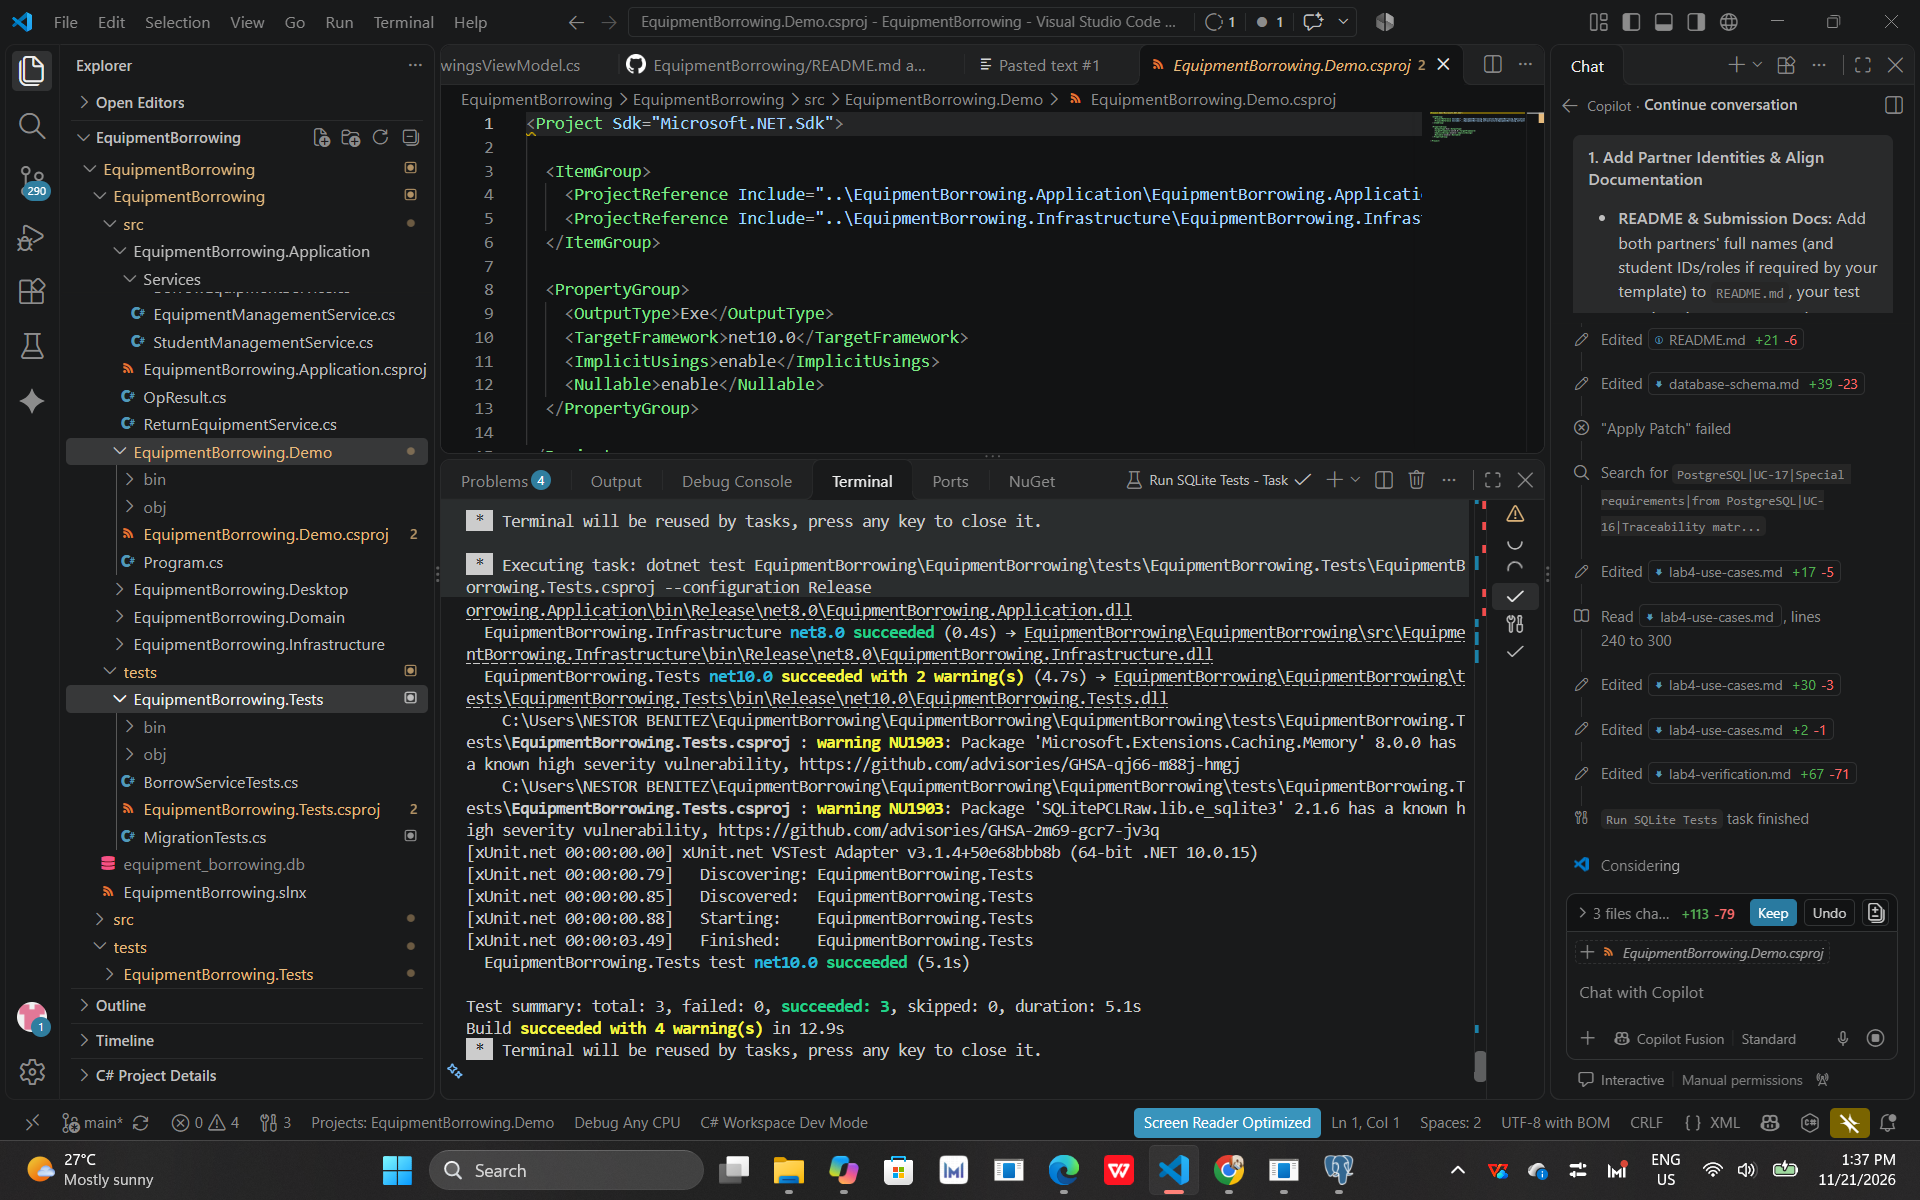 File Edit Selection View Go Run Terminal Help
EquipmentBorrowing.Demo.csproj - EquipmentBorrowing - Visual Studio Code ...
1
1
Explorer
Open Editors
EquipmentBorrowing
EquipmentBorrowing
EquipmentBorrowing
src
EquipmentBorrowing.Application
Services
EquipmentManagementService.cs
StudentManagementService.cs
EquipmentBorrowing.Application.csproj
OpResult.cs
ReturnEquipmentService.cs
EquipmentBorrowing.Demo
bin
obj
EquipmentBorrowing.Demo.csproj 2
Program.cs
EquipmentBorrowing.Desktop
EquipmentBorrowing.Domain
EquipmentBorrowing.Infrastructure
tests
EquipmentBorrowing.Tests
bin
obj
BorrowServiceTests.cs
EquipmentBorrowing.Tests.csproj 2
MigrationTests.cs
equipment_borrowing.db
EquipmentBorrowing.slnx
src
tests
EquipmentBorrowing.Tests
Outline
Timeline
C# Project Details
290
1
wingsViewModel.cs
EquipmentBorrowing/README.md a...
Pasted text #1
EquipmentBorrowing.Demo.csproj 2
EquipmentBorrowing > EquipmentBorrowing > src > EquipmentBorrowing.Demo > EquipmentBorrowing.Demo.csproj
1 <Project Sdk="Microsoft.NET.Sdk">
2
3 <ItemGroup>
4 <ProjectReference Include="..\EquipmentBorrowing.Application\EquipmentBorrowing.Applicati
5 <ProjectReference Include="..\EquipmentBorrowing.Infrastructure\EquipmentBorrowing.Infras
6 </ItemGroup>
7
8 <PropertyGroup>
9 <OutputType>Exe</OutputType>
10 <TargetFramework>net10.0</TargetFramework>
11 <ImplicitUsings>enable</ImplicitUsings>
12 <Nullable>enable</Nullable>
13 </PropertyGroup>
14
Problems 4 Output Debug Console Terminal Ports NuGet
Run SQLite Tests - Task
* Terminal will be reused by tasks, press any key to close it.
* Executing task: dotnet test EquipmentBorrowing\EquipmentBorrowing\tests\EquipmentBorrowing.Tests\EquipmentB
orrowing.Tests.csproj --configuration Release
orrowing.Application\bin\Release\net8.0\EquipmentBorrowing.Application.dll
EquipmentBorrowing.Infrastructure net8.0 succeeded (0.4s) → EquipmentBorrowing\EquipmentBorrowing\src\Equipme
ntBorrowing.Infrastructure\bin\Release\net8.0\EquipmentBorrowing.Infrastructure.dll
EquipmentBorrowing.Tests net10.0 succeeded with 2 warning(s) (4.7s) → EquipmentBorrowing\EquipmentBorrowing\t
ests\EquipmentBorrowing.Tests\bin\Release\net10.0\EquipmentBorrowing.Tests.dll
C:\Users\NESTOR BENITEZ\EquipmentBorrowing\EquipmentBorrowing\EquipmentBorrowing\tests\EquipmentBorrowing.T
ests\EquipmentBorrowing.Tests.csproj : warning NU1903: Package 'Microsoft.Extensions.Caching.Memory' 8.0.0 has
a known high severity vulnerability, https://github.com/advisories/GHSA-qj66-m88j-hmgj
C:\Users\NESTOR BENITEZ\EquipmentBorrowing\EquipmentBorrowing\EquipmentBorrowing\tests\EquipmentBorrowing.T
ests\EquipmentBorrowing.Tests.csproj : warning NU1903: Package 'SQLitePCLRaw.lib.e_sqlite3' 2.1.6 has a known h
igh severity vulnerability, https://github.com/advisories/GHSA-2m69-gcr7-jv3q
[xUnit.net 00:00:00.00] xUnit.net VSTest Adapter v3.1.4+50e68bbb8b (64-bit .NET 10.0.15)
[xUnit.net 00:00:00.79] Discovering: EquipmentBorrowing.Tests
[xUnit.net 00:00:00.85] Discovered: EquipmentBorrowing.Tests
[xUnit.net 00:00:00.88] Starting: EquipmentBorrowing.Tests
[xUnit.net 00:00:03.49] Finished: EquipmentBorrowing.Tests
EquipmentBorrowing.Tests test net10.0 succeeded (5.1s)
Test summary: total: 3, failed: 0, succeeded: 3, skipped: 0, duration: 5.1s
Build succeeded with 4 warning(s) in 12.9s
* Terminal will be reused by tasks, press any key to close it.
Chat
Copilot · Continue conversation
1. Add Partner Identities & Align
Documentation
• README & Submission Docs: Add
both partners' full names (and
student IDs/roles if required by your
template) to README.md , your test
Edited README.md +21 -6
Edited database-schema.md +39 -23
"Apply Patch" failed
Search for PostgreSQL|UC-17|Special
requirements|from PostgreSQL|UC-
16|Traceability matr...
Edited lab4-use-cases.md +17 -5
Read lab4-use-cases.md , lines
240 to 300
Edited lab4-use-cases.md +30 -3
Edited lab4-use-cases.md +2 -1
Edited lab4-verification.md +67 -71
Run SQLite Tests task finished
Considering
3 files cha... +113 -79 Keep Undo
EquipmentBorrowing.Demo.csproj
Chat with Copilot
Copilot Fusion Standard
Interactive Manual permissions
main* 0 4 3 Projects: EquipmentBorrowing.Demo Debug Any CPU C# Workspace Dev Mode
Screen Reader Optimized Ln 1, Col 1 Spaces: 2 UTF-8 with BOM CRLF { } XML
27°C
Mostly sunny
Search
ENG
US
1:37 PM
11/21/2026